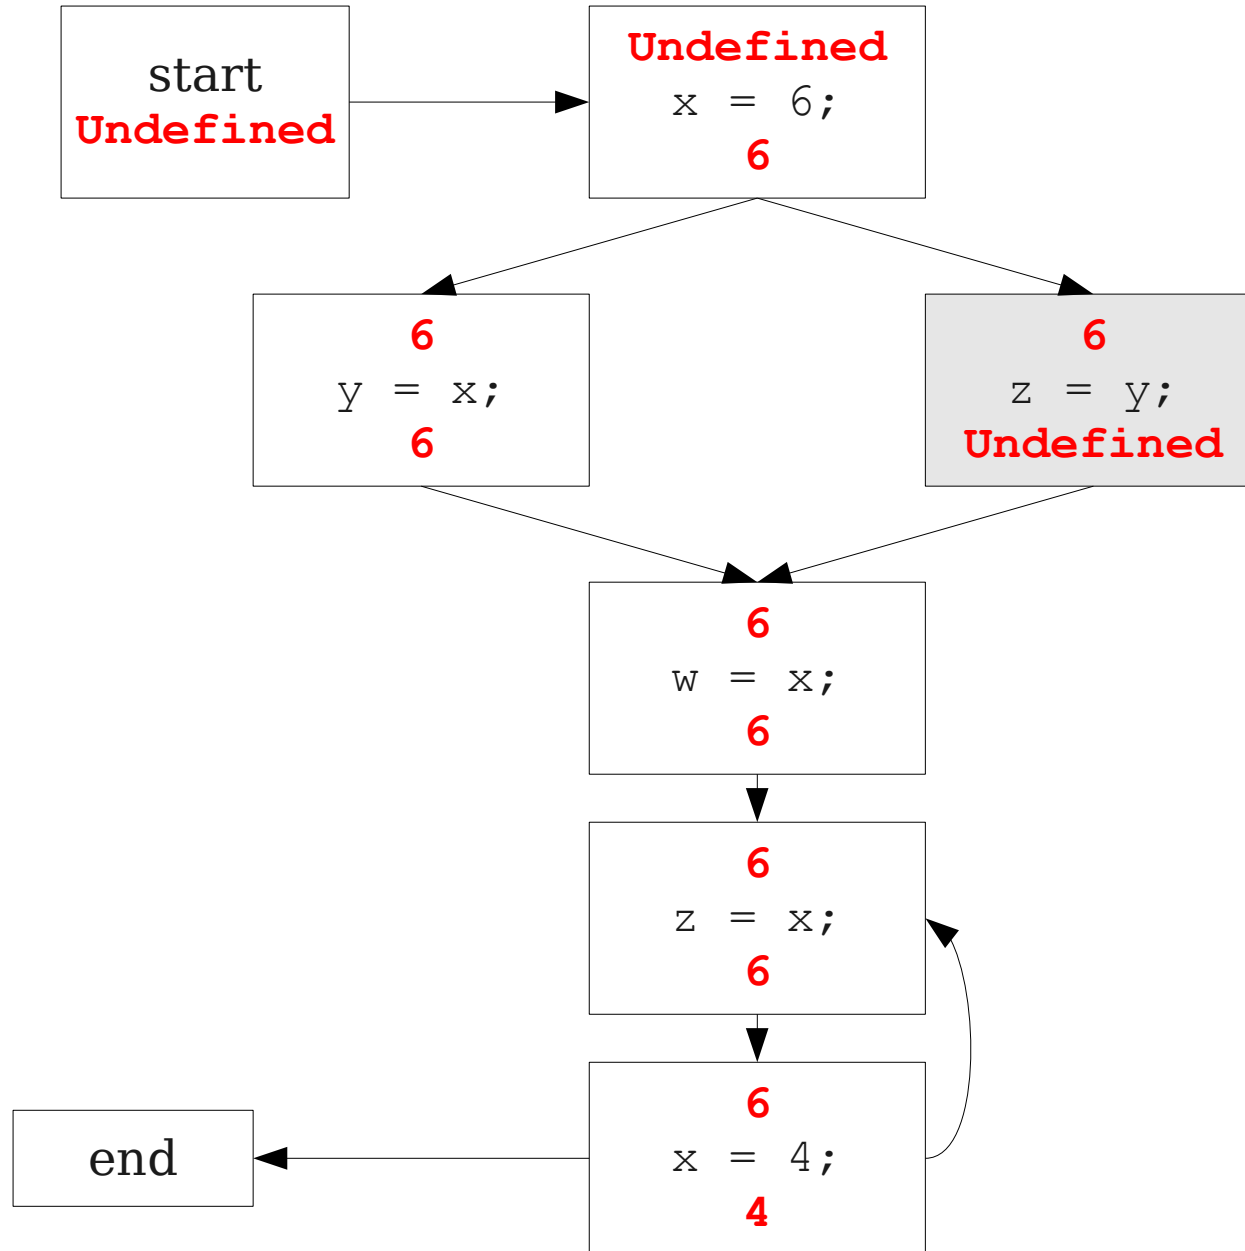 start
Undefined
Undefined
x = 6;
6
6
y = x;
6
6
z = y;
Undefined
6
w = x;
6
6
z = x;
6
6
x = 4;
4
end